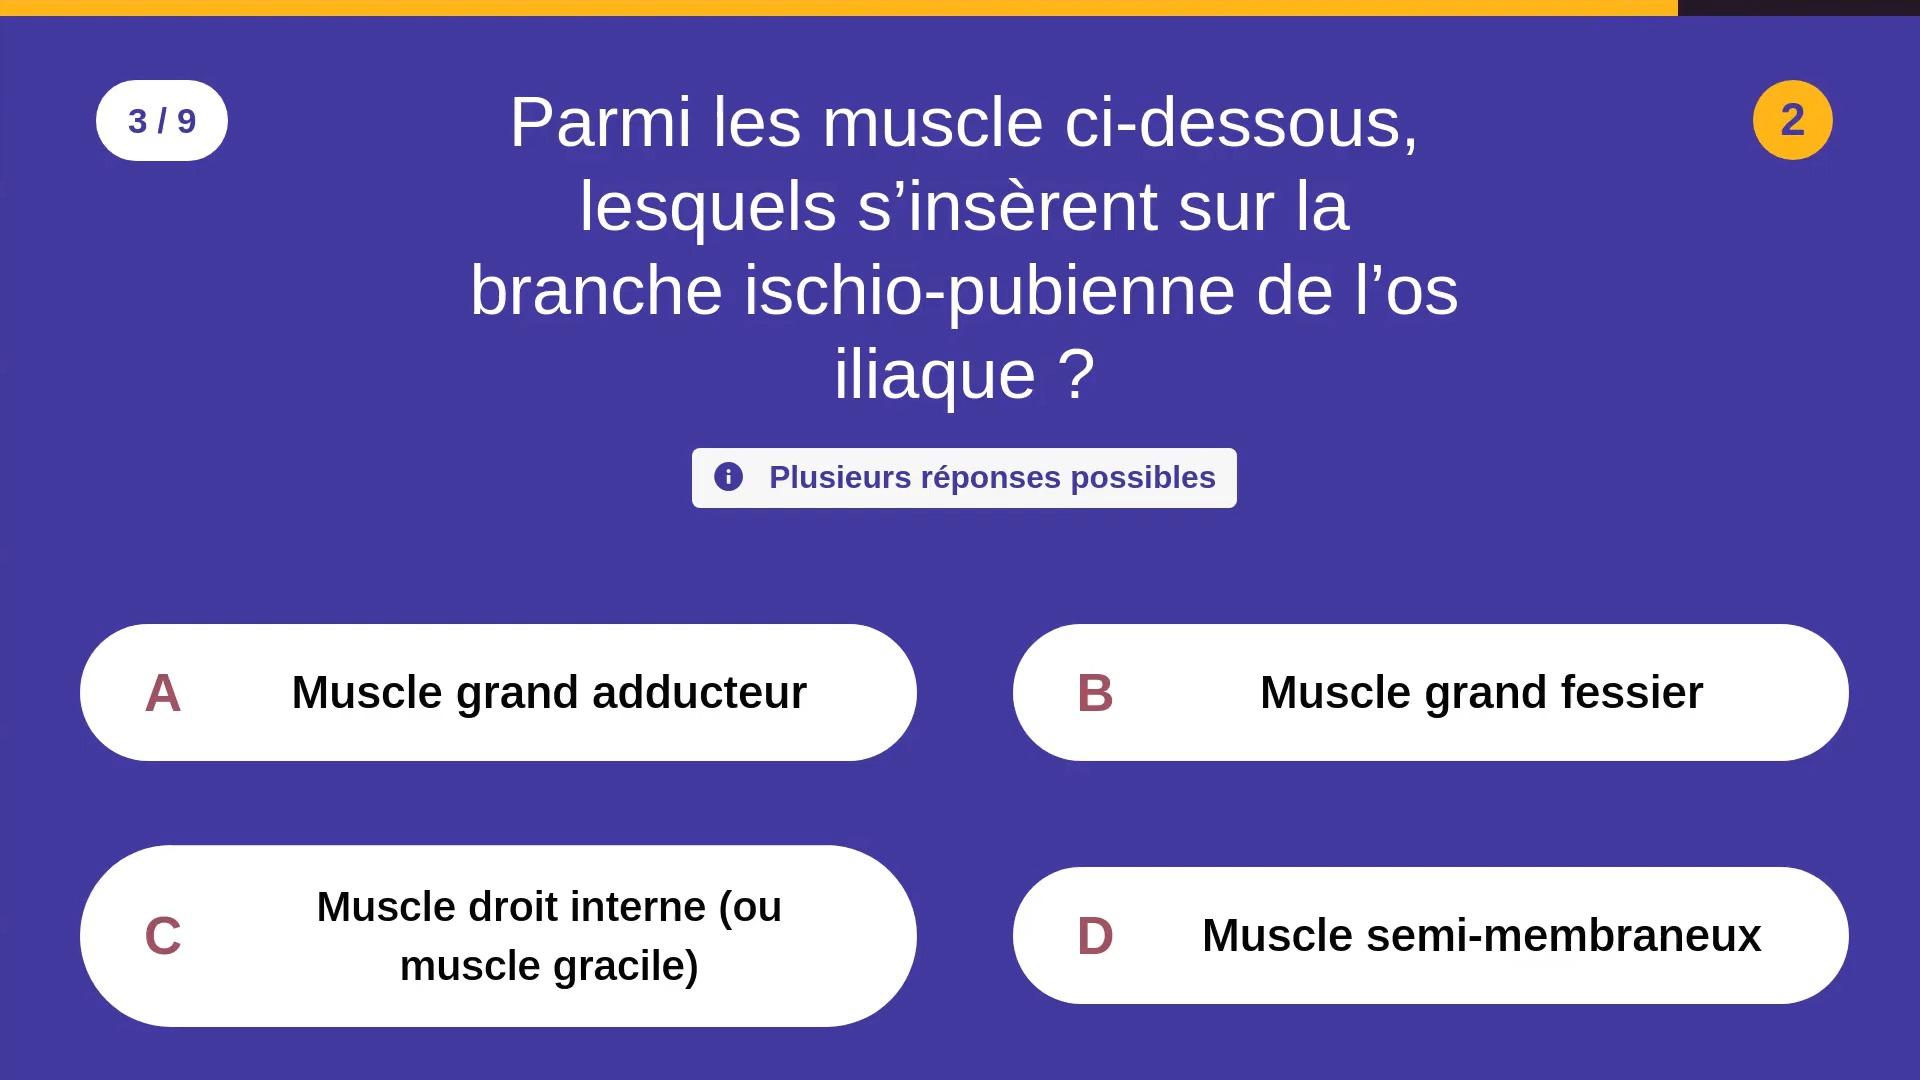 3 / 9
Parmi les muscle ci-dessous,
lesquels s’insèrent sur la
branche ischio-pubienne de l’os
iliaque ?
2
Plusieurs réponses possibles
A Muscle grand adducteur
B Muscle grand fessier
C Muscle droit interne (ou
muscle gracile)
D Muscle semi-membraneux